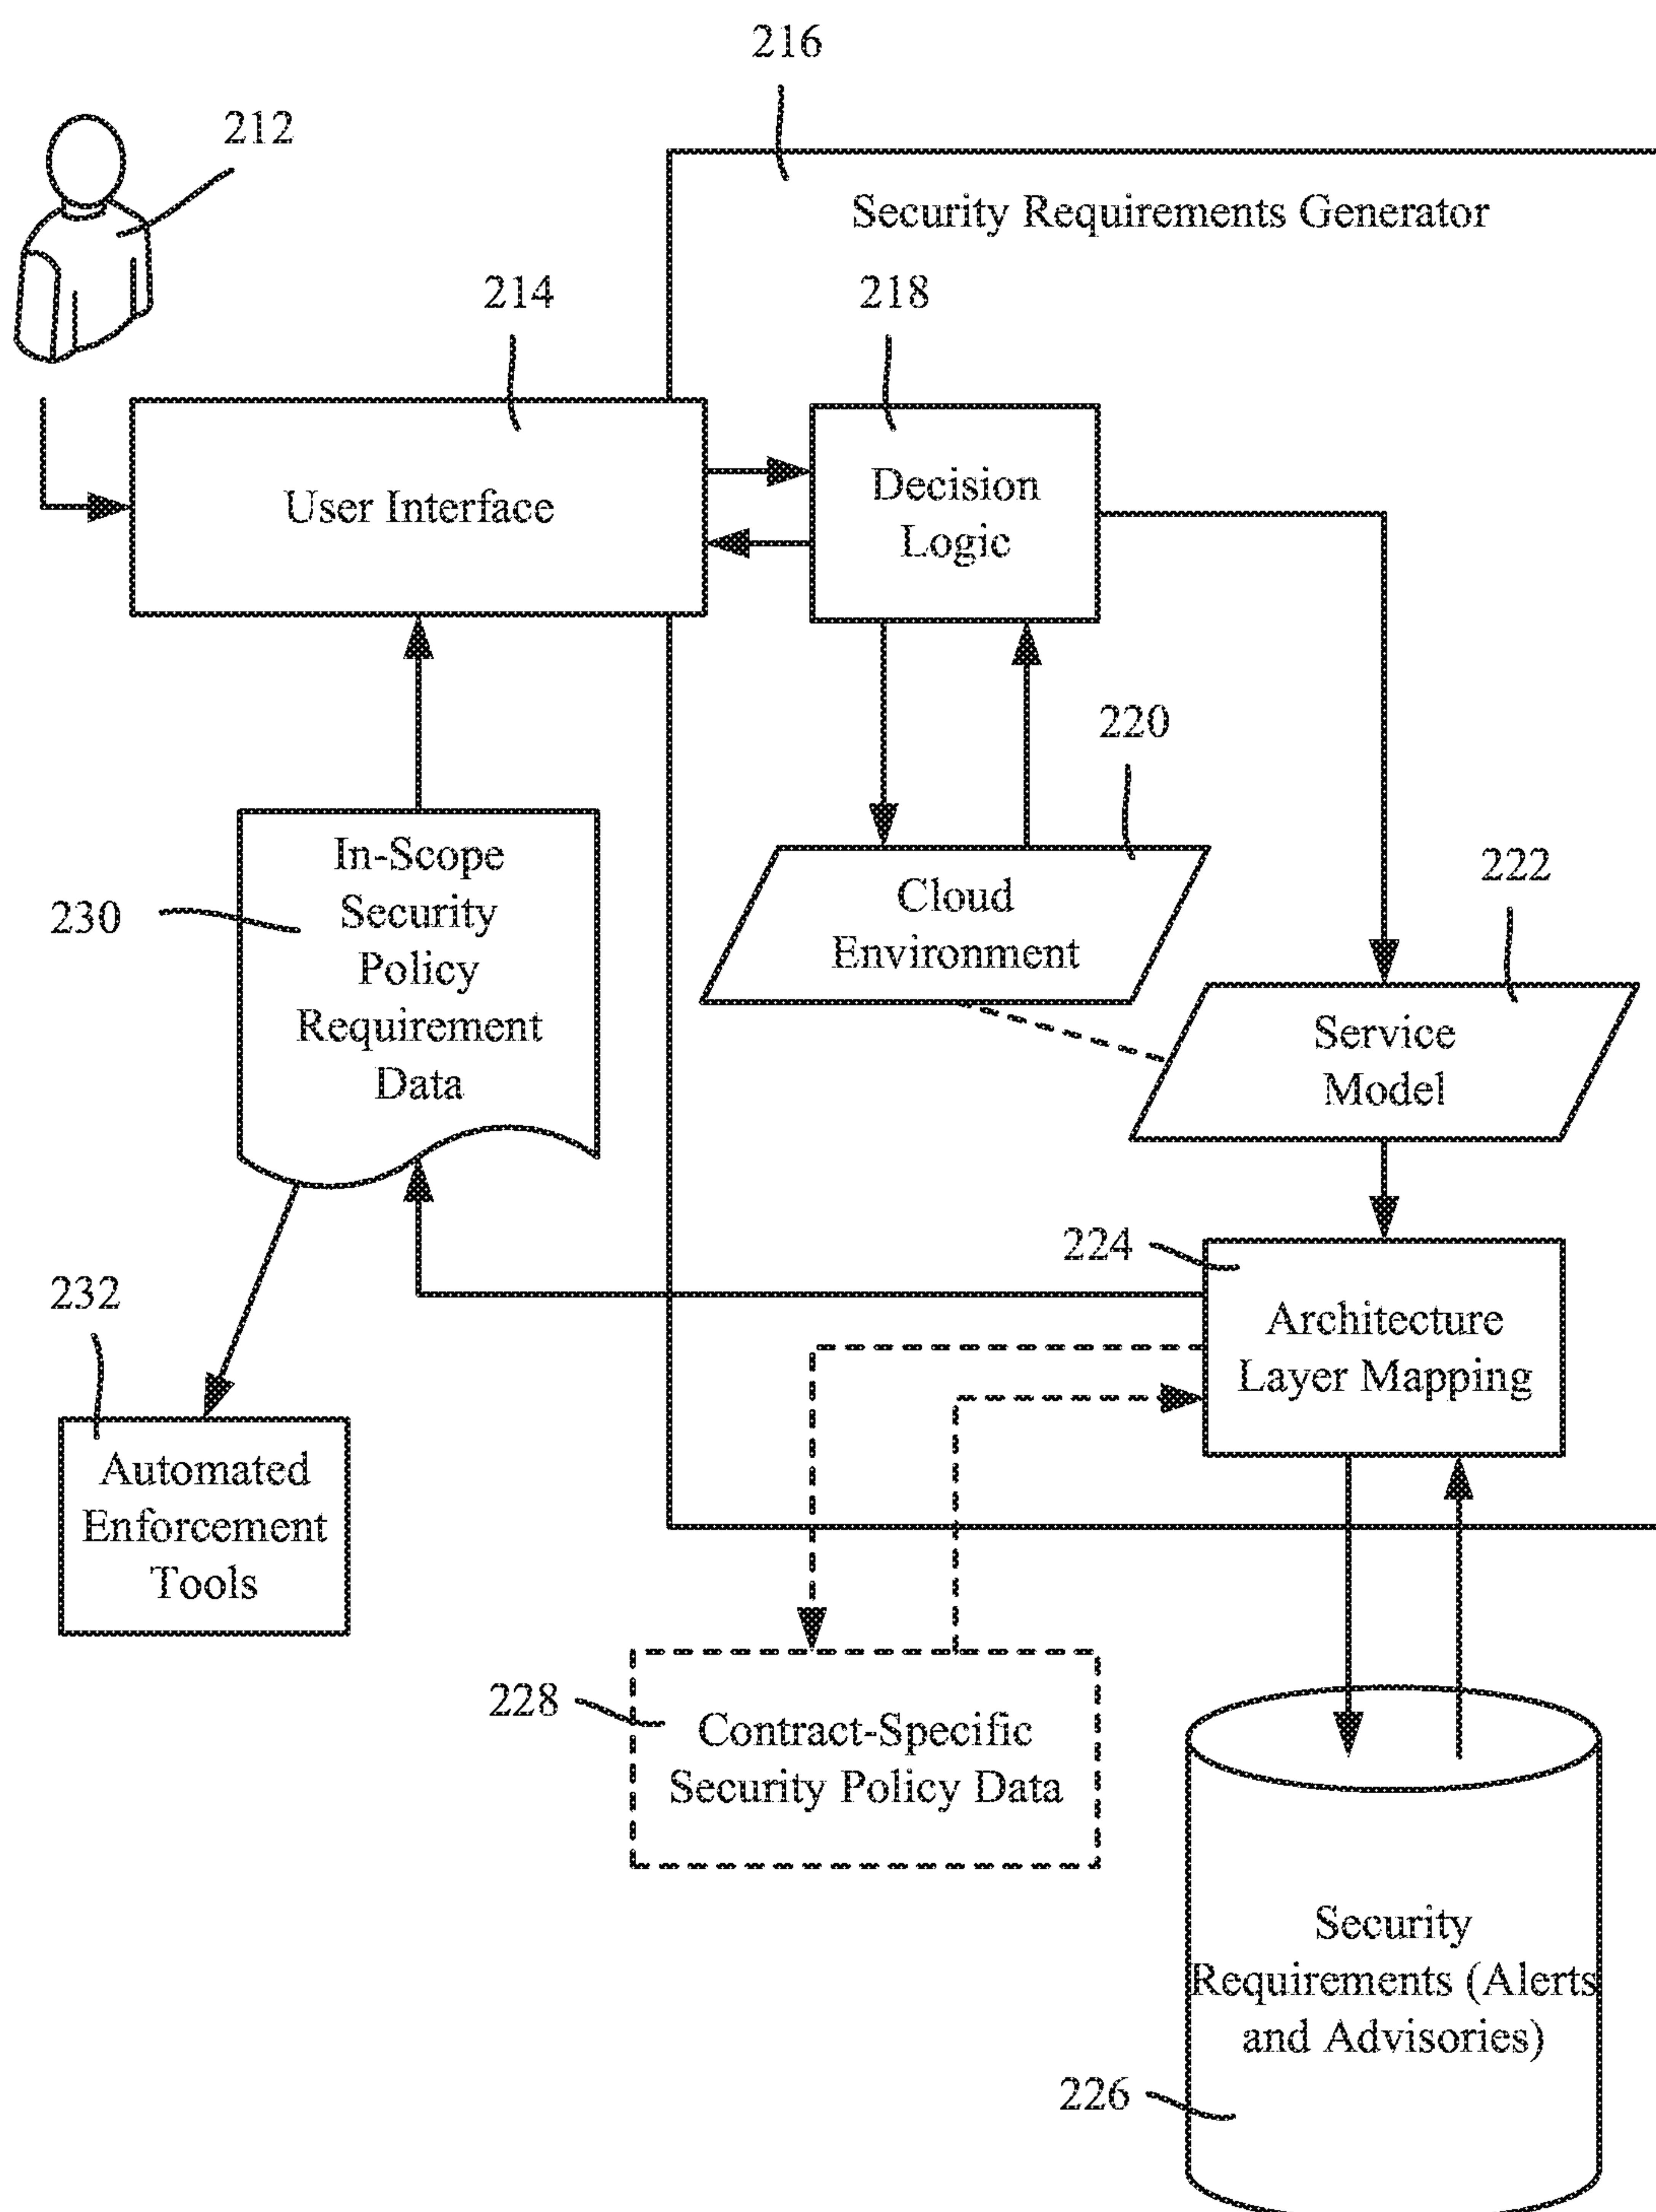 216
212
Security Requirements Generator
214
218
User Interface
Decision
Logic
220
In-Scope
Security
Policy
Requirement
Data
230
Cloud
Environment
222
Service
Model
224
232
Architecture
Layer Mapping
Automated
Enforcement
Tools
228
Contract-Specific
Security Policy Data
Security
Requirements (Alerts
and Advisories)
226